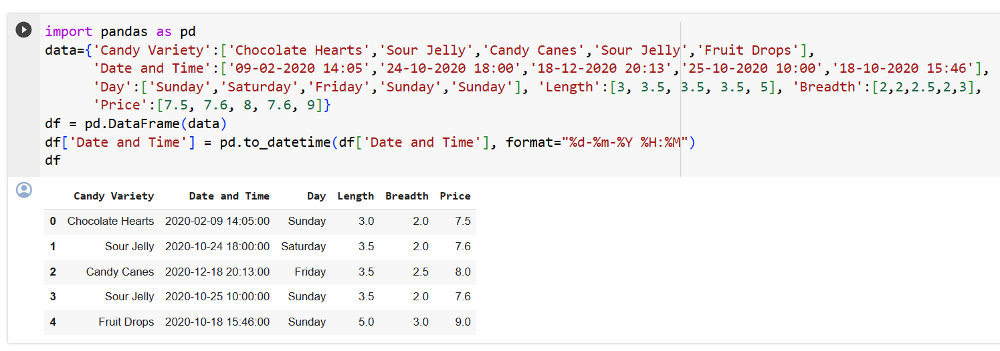 import pandas as pd
data={'Candy Variety':['Chocolate Hearts','Sour Jelly','Candy Canes','Sour Jelly','Fruit Drops'],
      'Date and Time':['09-02-2020 14:05','24-10-2020 18:00','18-12-2020 20:13','25-10-2020 10:00','18-10-2020 15:46'],
      'Day':['Sunday','Saturday','Friday','Sunday','Sunday'], 'Length':[3, 3.5, 3.5, 3.5, 5], 'Breadth':[2,2,2.5,2,3],
      'Price':[7.5, 7.6, 8, 7.6, 9]}
df = pd.DataFrame(data)
df['Date and Time'] = pd.to_datetime(df['Date and Time'], format="%d-%m-%Y %H:%M")
df
Candy Variety Date and Time Day Length Breadth Price
0 Chocolate Hearts 2020-02-09 14:05:00 Sunday 3.0 2.0 7.5
1 Sour Jelly 2020-10-24 18:00:00 Saturday 3.5 2.0 7.6
2 Candy Canes 2020-12-18 20:13:00 Friday 3.5 2.5 8.0
3 Sour Jelly 2020-10-25 10:00:00 Sunday 3.5 2.0 7.6
4 Fruit Drops 2020-10-18 15:46:00 Sunday 5.0 3.0 9.0